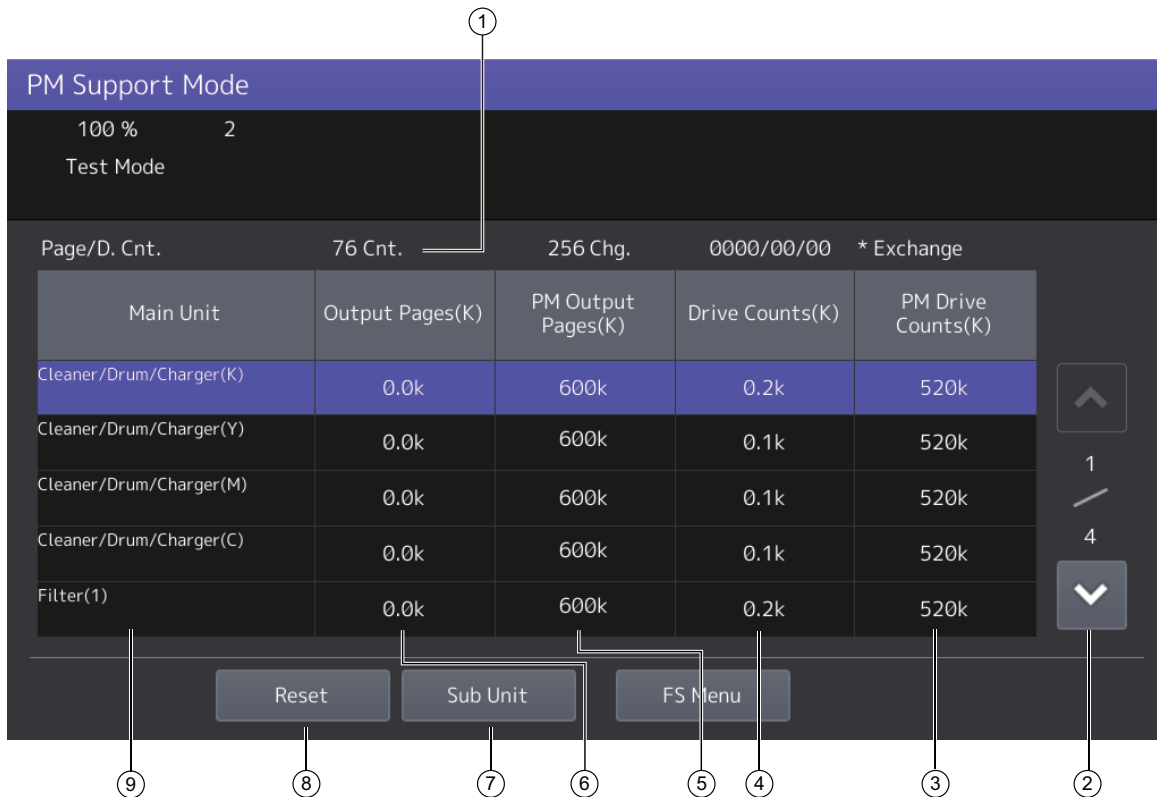 1
PM Support Mode
100 % 2
Test Mode
Page/D. Cnt. 76 Cnt. 256 Chg. 0000/00/00 * Exchange
Main Unit Output Pages(K) PM Output Pages(K) Drive Counts(K) PM Drive Counts(K)
Cleaner/Drum/Charger(K) 0.0k 600k 0.2k 520k
Cleaner/Drum/Charger(Y) 0.0k 600k 0.1k 520k
Cleaner/Drum/Charger(M) 0.0k 600k 0.1k 520k
Cleaner/Drum/Charger(C) 0.0k 600k 0.1k 520k
Filter(1) 0.0k 600k 0.2k 520k
1
/
4
Reset Sub Unit FS Menu
9 8 7 6 5 4 3 2